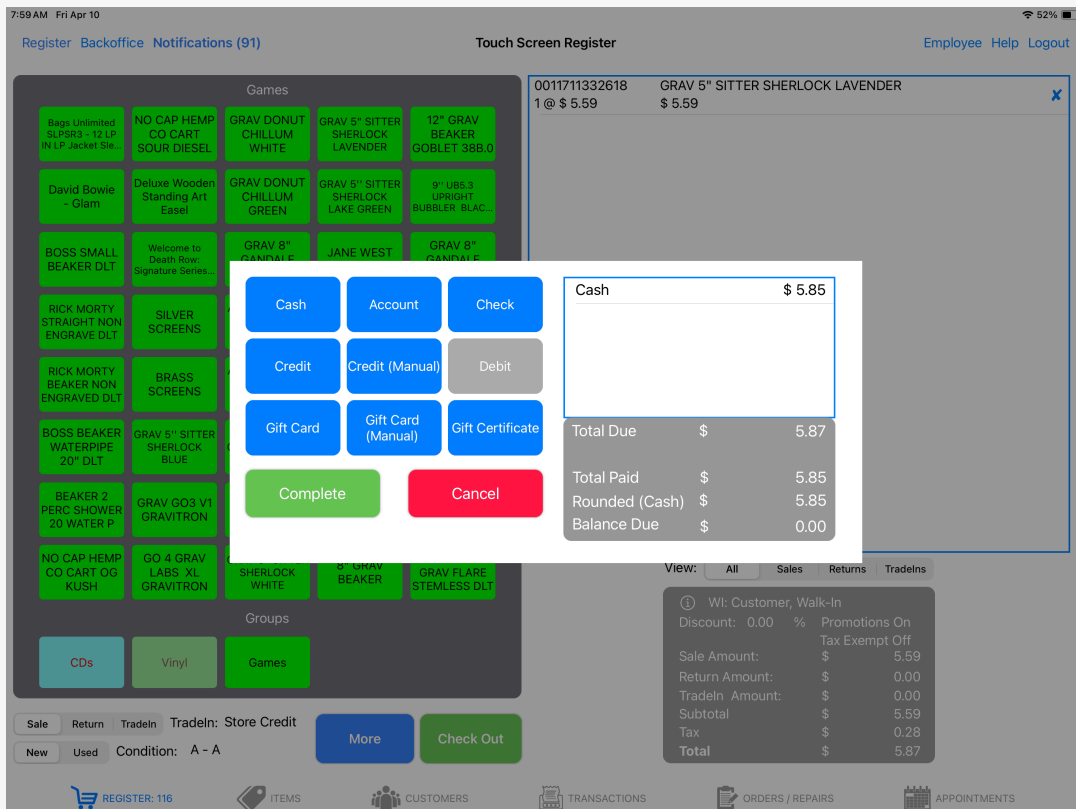 7:59 AM Fri Apr 10
52%
Register Backoffice Notifications (91)
Touch Screen Register
Employee Help Logout
Games
Bags Unlimited
SLPSR3 - 12 LP
IN LP Jacket Sle...
NO CAP HEMP
CO CART
SOUR DIESEL
GRAV DONUT
CHILLUM
WHITE
GRAV 5" SITTER
SHERLOCK
LAVENDER
12" GRAV
BEAKER
GOBLET 38B.0
David Bowie
- Glam
Deluxe Wooden
Standing Art
Easel
GRAV DONUT
CHILLUM
GREEN
GRAV 5'' SITTER
SHERLOCK
LAKE GREEN
9'' UB5.3
UPRIGHT
BUBBLER BLAC...
BOSS SMALL
BEAKER DLT
Welcome to
Death Row:
Signature Series...
GRAV 8"
GANDALF
JANE WEST
GRAV 8"
GANDALF
RICK MORTY
STRAIGHT NON
ENGRAVE DLT
SILVER
SCREENS
RICK MORTY
BEAKER NON
ENGRAVED DLT
BRASS
SCREENS
BOSS BEAKER
WATERPIPE
20" DLT
GRAV 5'' SITTER
SHERLOCK
BLUE
BEAKER 2
PERC SHOWER
20 WATER P
GRAV GO3 V1
GRAVITRON
NO CAP HEMP
CO CART OG
KUSH
GO 4 GRAV
LABS XL
GRAVITRON
SHERLOCK
WHITE
8" GRAV
BEAKER
GRAV FLARE
STEMLESS DLT
Groups
CDs
Vinyl
Games
Sale Return TradeIn TradeIn: Store Credit
New Used Condition: A - A
More
Check Out
0011711332618 GRAV 5" SITTER SHERLOCK LAVENDER
1 @ $ 5.59 $ 5.59
Cash
Account
Check
Credit
Credit (Manual)
Debit
Gift Card
Gift Card
(Manual)
Gift Certificate
Complete
Cancel
Cash $ 5.85
Total Due $ 5.87
Total Paid $ 5.85
Rounded (Cash) $ 5.85
Balance Due $ 0.00
View: All Sales Returns TradeIns
WI: Customer, Walk-In
Discount: 0.00 % Promotions On
Tax Exempt Off
Sale Amount: $ 5.59
Return Amount: $ 0.00
TradeIn Amount: $ 0.00
Subtotal $ 5.59
Tax $ 0.28
Total $ 5.87
REGISTER: 116
ITEMS
CUSTOMERS
TRANSACTIONS
ORDERS / REPAIRS
APPOINTMENTS